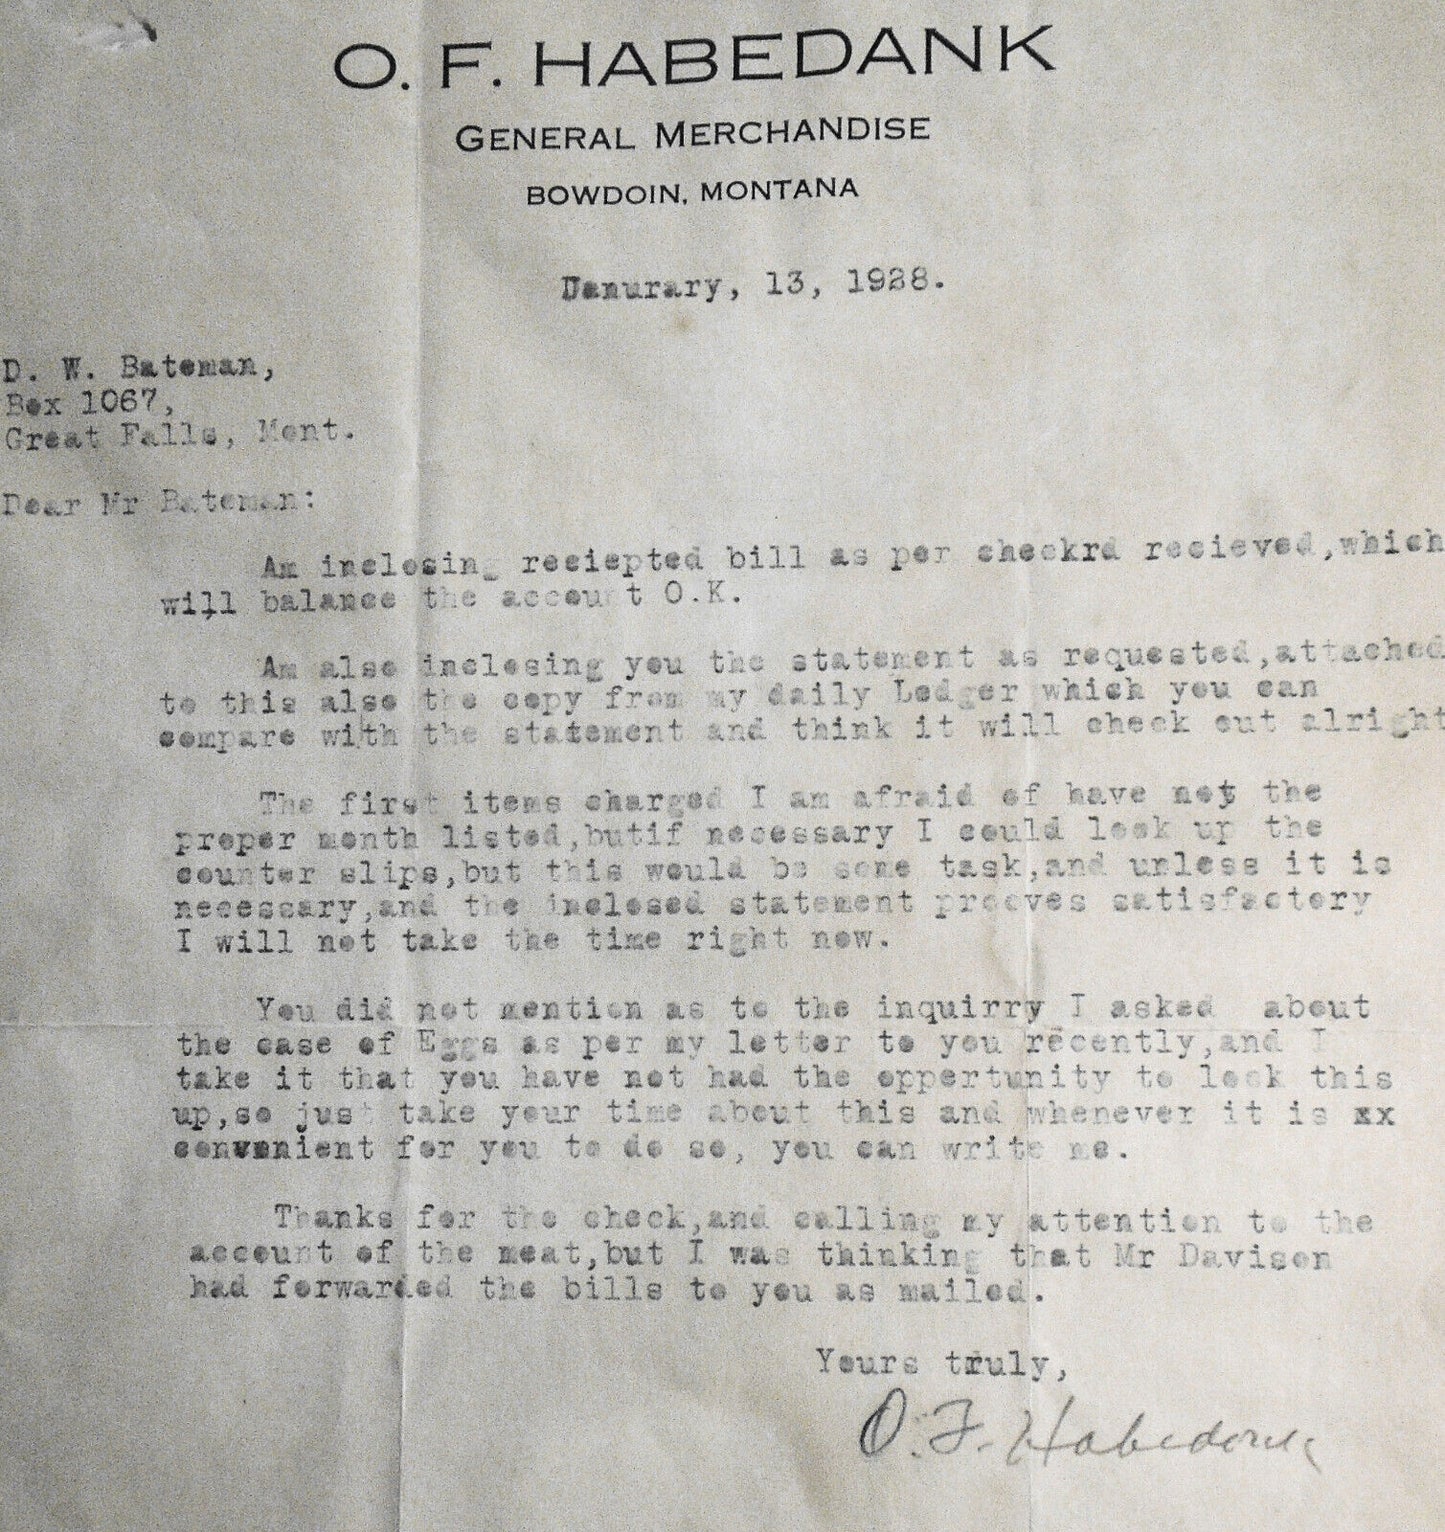 O. F. HABEDANK
GENERAL MERCHANDISE
BOWDOIN, MONTANA
Janurary, 13, 1928.
D. W. Bateman,
Box 1067,
Great Falls, Mont.
Dear Mr Bateman:
Am inclosing reciepted bill as per checkrd recieved,which
will balance the account O.K.
Am also inclosing you the statement as requested,attached
to this also the copy from my daily Ledger which you can
compare with the statement and think it will check out alright
The first items charged I am afraid of have not the
proper month listed,butif necessary I could look up the
counter slips,but this would be some task,and unless it is
necessary,and the inclosed statement prooves satisfactory
I will not take the time right now.
You did not mention as to the inquirry I asked about
the case of Eggs as per my letter to you recently,and I
take it that you have not had the oppertunity to look this
up,so just take your time about this and whenever it is xx
convenient for you to do so, you can write me.
Thanks for the check,and calling my attention to the
account of the meat,but I was thinking that Mr Davison
had forwarded the bills to you as mailed.
Yours truly,
O. F. Habedank